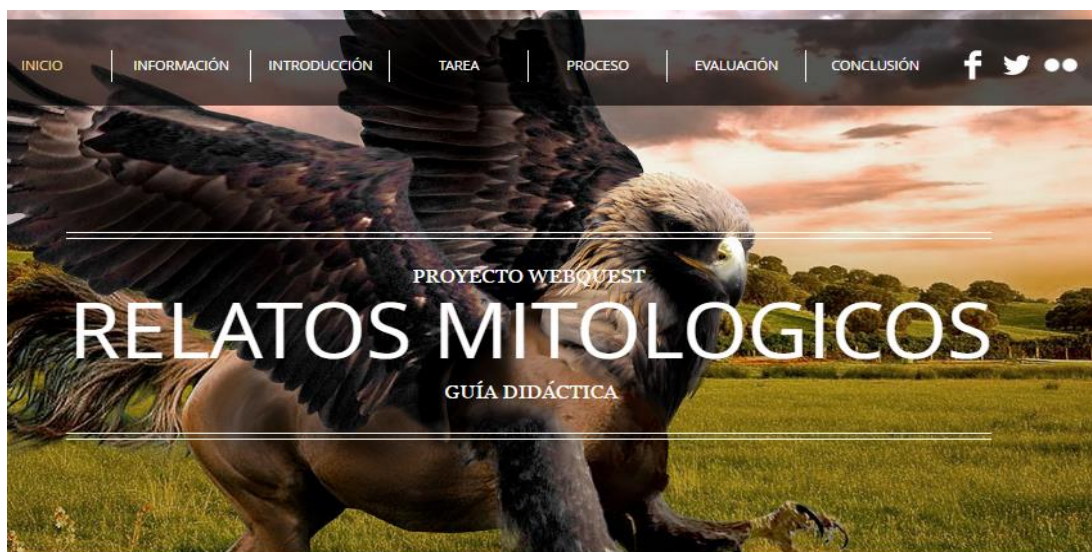 INICIO INFORMACIÓN INTRODUCCIÓN TAREA PROCESO EVALUACIÓN CONCLUSIÓN
PROYECTO WEBQUEST
RELATOS MITOLOGICOS
GUÍA DIDÁCTICA